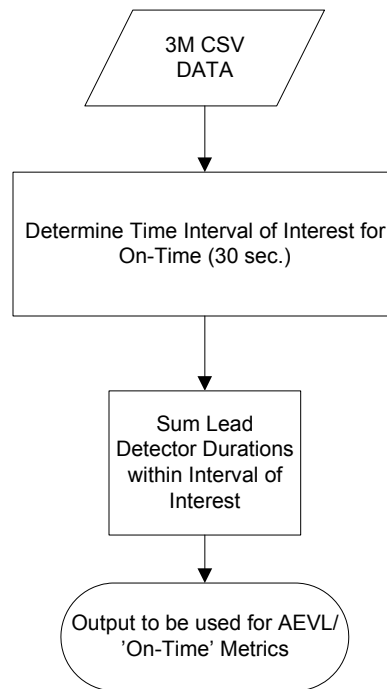 3M CSV
DATA
Determine Time Interval of Interest for
On-Time (30 sec.)
Sum Lead
Detector Durations
within Interval of
Interest
Output to be used for AEVL/
’On-Time’ Metrics